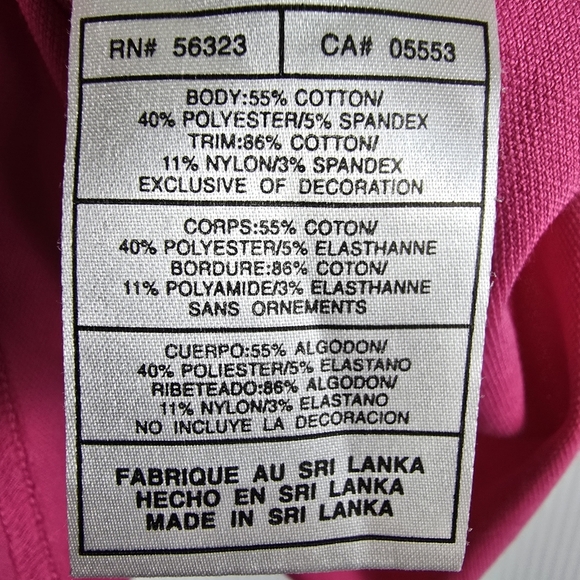 RN# 56323 CA# 05553
BODY:55% COTTON/
40% POLYESTER/5% SPANDEX
TRIM:86% COTTON/
11% NYLON/3% SPANDEX
EXCLUSIVE OF DECORATION
CORPS:55% COTON/
40% POLYESTER/5% ELASTHANNE
BORDURE:86% COTON/
11% POLYAMIDE/3% ELASTHANNE
SANS ORNEMENTS
CUERPO:55% ALGODON/
40% POLIESTER/5% ELASTANO
RIBETEADO:86% ALGODON/
11% NYLON/3% ELASTANO
NO INCLUYE LA DECORACION
FABRIQUE AU SRI LANKA
HECHO EN SRI LANKA
MADE IN SRI LANKA